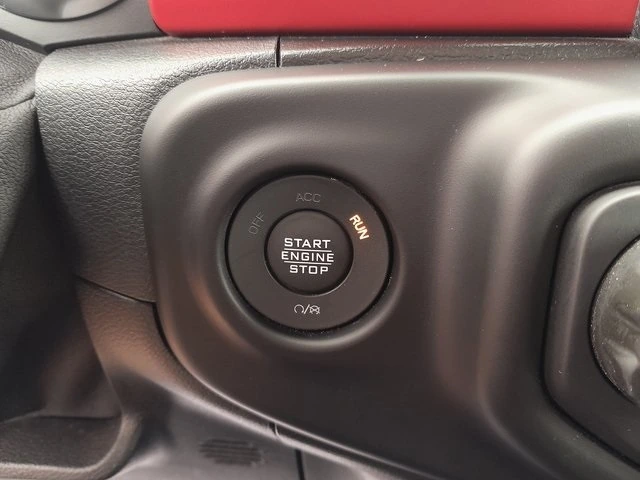 OFF
ACC
RUN
START
ENGINE
STOP